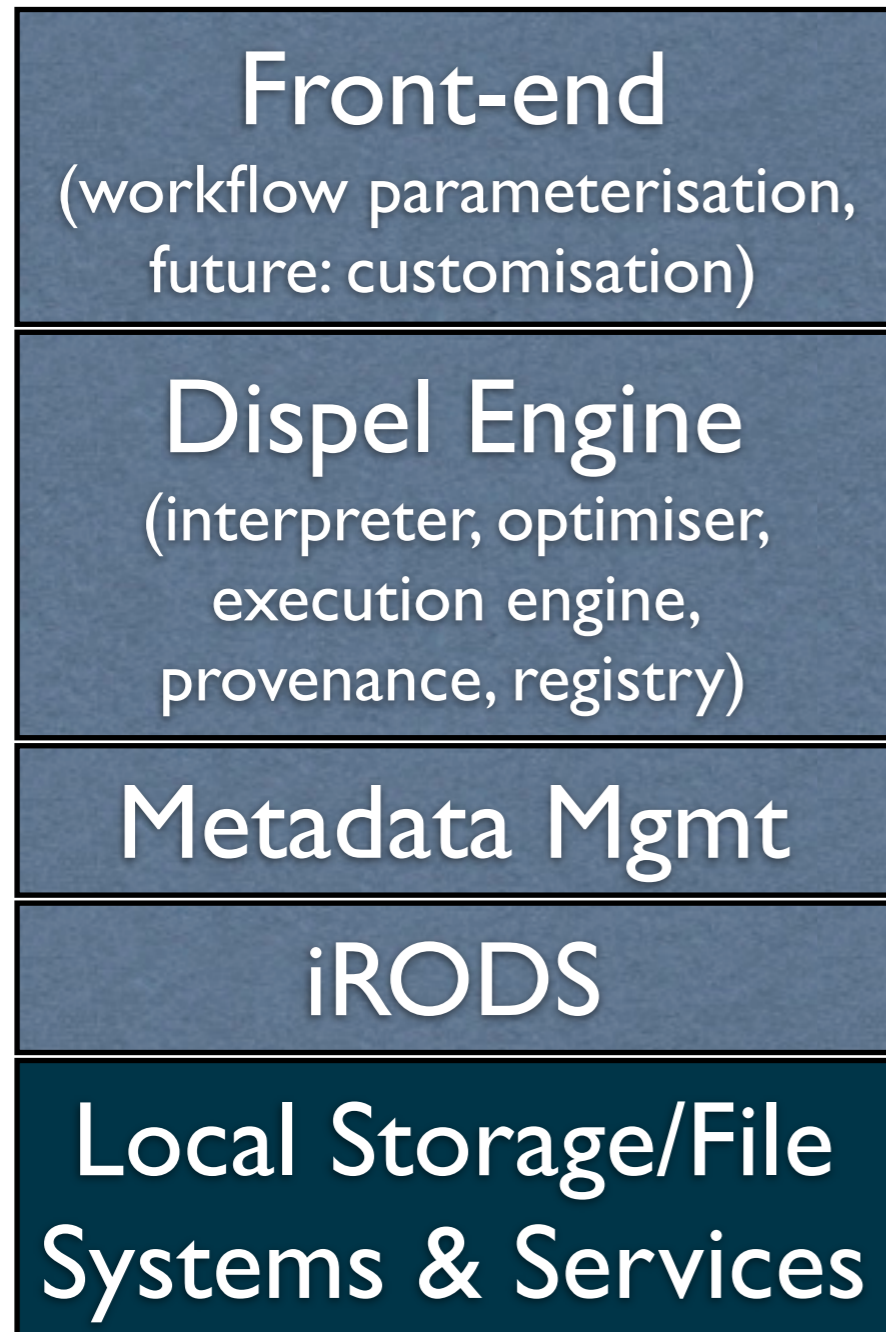 Front-end
(workflow parameterisation,
future: customisation)
Dispel Engine
(interpreter, optimiser,
execution engine,
provenance, registry)
Metadata Mgmt
iRODS
Local Storage/File
Systems & Services